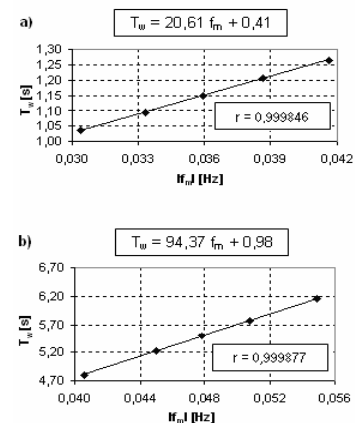 a)
T_w = 20,61 f_m + 0,41
T_w [s]
1,30
1,25
1,20
1,15
1,10
1,05
1,00
r = 0,999846
0,030 0,033 0,036 0,039 0,042
|f_m| [Hz]
b)
T_w = 94,37 f_m + 0,98
T_w [s]
6,70
6,20
5,70
5,20
4,70
r = 0,999877
0,040 0,044 0,048 0,052 0,056
|f_m| [Hz]